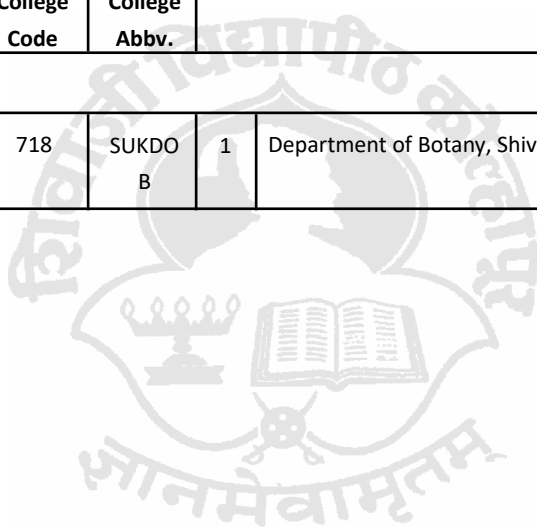 College College
Code Abbv.
718 SUKDO 1 Department of Botany, Shiv
B
शिवाजी विद्यापीठ कोल्हापूर
ज्ञानमेवामृतम्